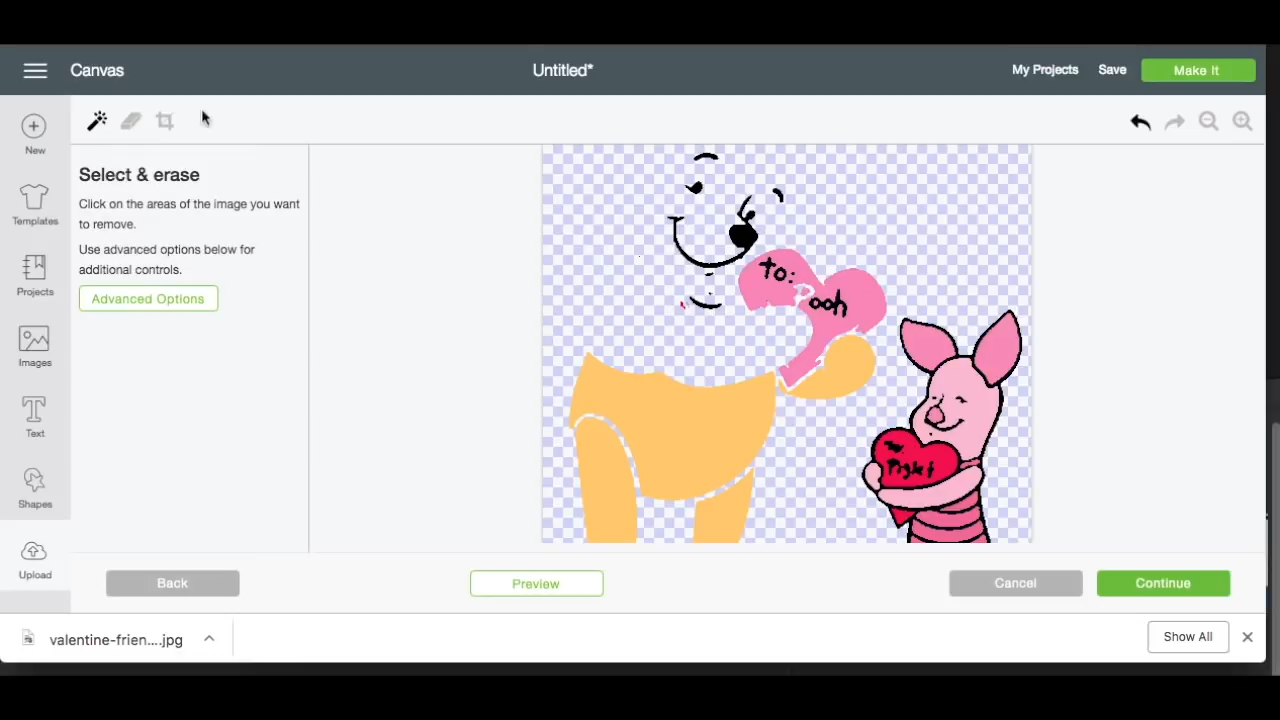 Canvas
Untitled*
My Projects
Save
Make It
New
Templates
Projects
Images
Text
Shapes
Upload
Select & erase
Click on the areas of the image you want
to remove.
Use advanced options below for
additional controls.
Advanced Options
to:
ooh
Piglet
Back
Preview
Cancel
Continue
valentine-frien....jpg
Show All